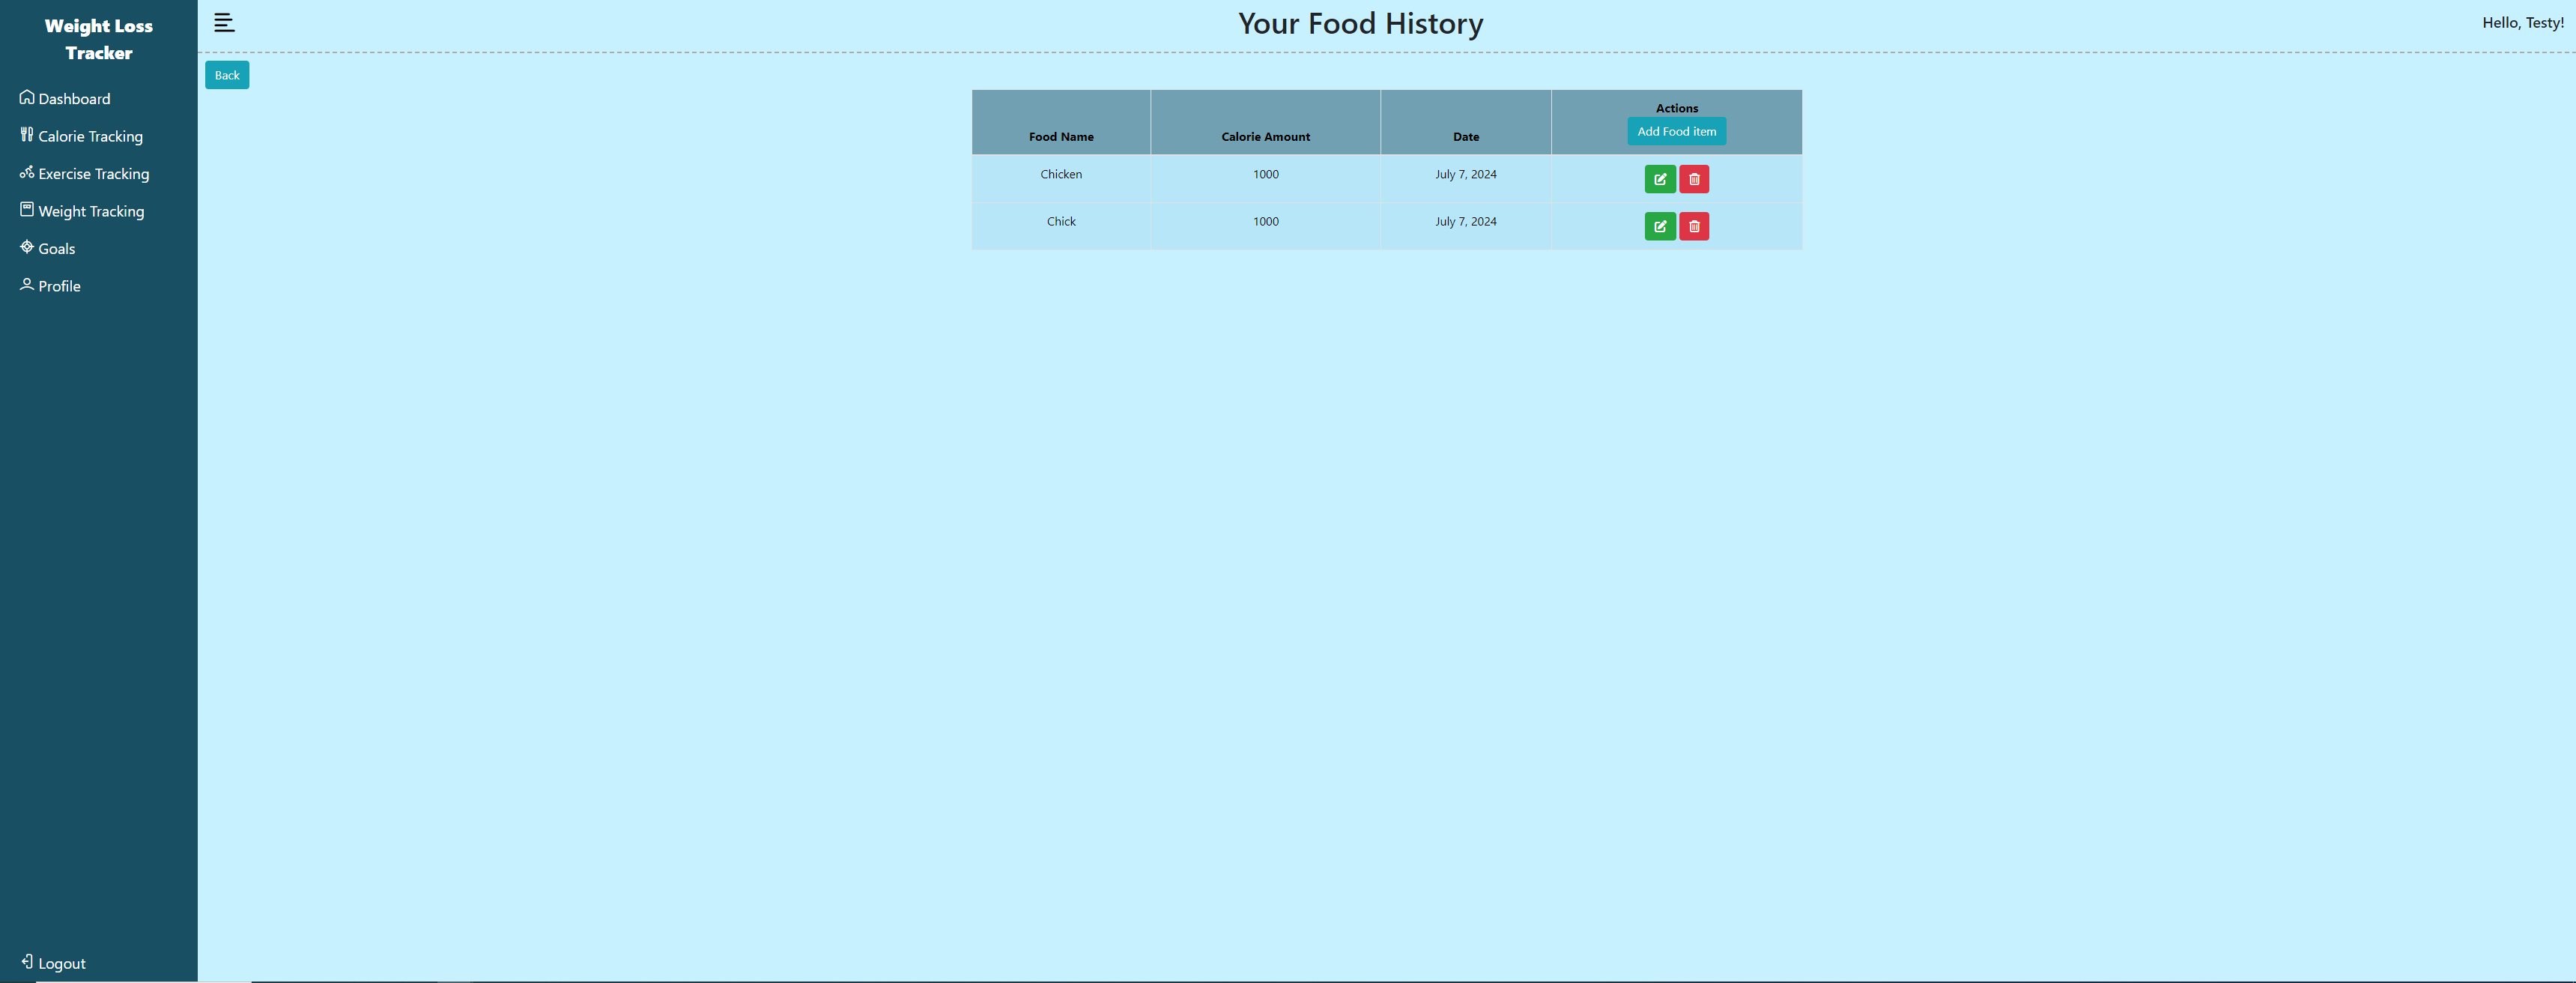 Weight Loss
Tracker
Dashboard
Calorie Tracking
Exercise Tracking
Weight Tracking
Goals
Profile
Logout
Your Food History
Hello, Testy!
Back
Food Name Calorie Amount Date Actions
Add Food item
Chicken 1000 July 7, 2024
Chick 1000 July 7, 2024